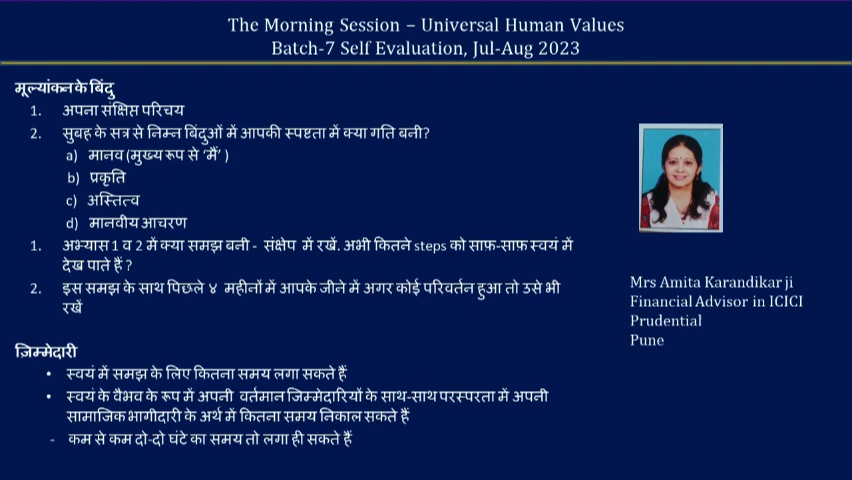 The Morning Session – Universal Human Values
Batch-7 Self Evaluation, Jul-Aug 2023
मूल्यांकन के बिंदु
1. अपना संक्षिप्त परिचय
2. सुबह के सत्र से निम्न बिंदुओं में आपकी स्पष्टता में क्या गति बनी?
a) मानव (मुख्य रूप से ‘मैं’ )
b) प्रकृति
c) अस्तित्व
d) मानवीय आचरण
1. अभ्यास 1 व 2 में क्या समझ बनी - संक्षेप में रखें. अभी कितने steps को साफ़-साफ़ स्वयं में
देख पाते हैं ?
2. इस समझ के साथ पिछले ४ महीनों में आपके जीने में अगर कोई परिवर्तन हुआ तो उसे भी
रखें
Mrs Amita Karandikar ji
Financial Advisor in ICICI
Prudential
Pune
ज़िम्मेदारी
• स्वयं में समझ के लिए कितना समय लगा सकते हैं
• स्वयं के वैभव के रूप में अपनी वर्तमान जिम्मेदारियों के साथ-साथ परस्परता में अपनी
सामाजिक भागीदारी के अर्थ में कितना समय निकाल सकते हैं
- कम से कम दो-दो घंटे का समय तो लगा ही सकते हैं